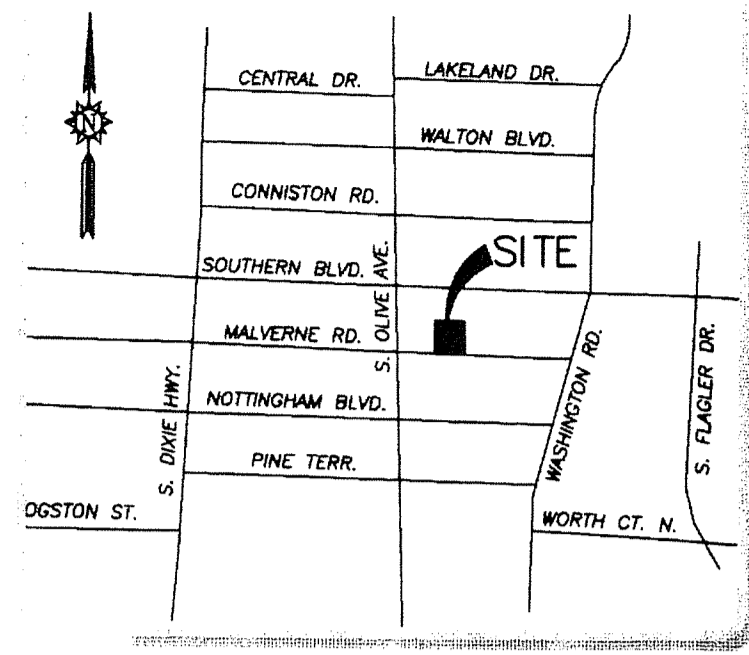 CENTRAL DR.
LAKELAND DR.
N
WALTON BLVD.
CONNISTON RD.
SITE
SOUTHERN BLVD.
S. OLIVE AVE.
MALVERNE RD.
S. DIXIE HWY.
NOTTINGHAM BLVD.
WASHINGTON RD.
S. FLAGLER DR.
PINE TERR.
OGSTON ST.
WORTH CT. N.